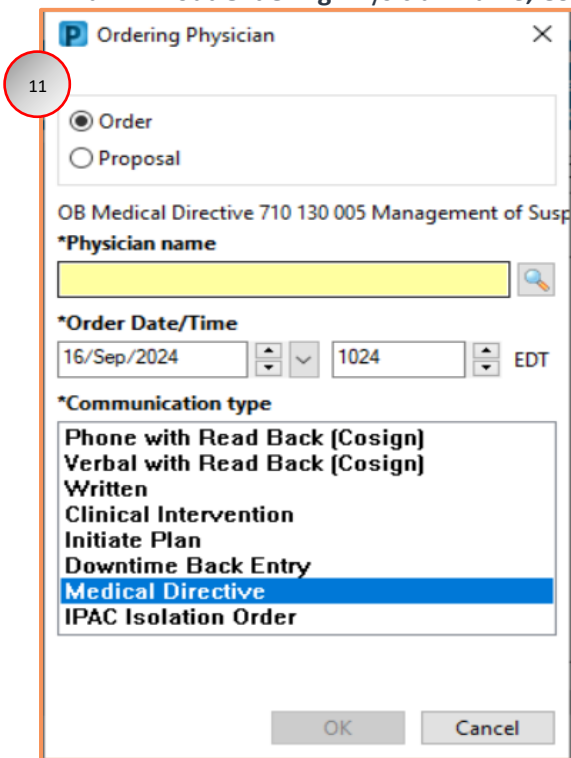 Ordering Physician
11
Order
Proposal
OB Medical Directive 710 130 005 Management of Susp
*Physician name
*Order Date/Time
16/Sep/2024 1024 EDT
*Communication type
Phone with Read Back (Cosign)
Verbal with Read Back (Cosign)
Written
Clinical Intervention
Initiate Plan
Downtime Back Entry
Medical Directive
IPAC Isolation Order
OK Cancel